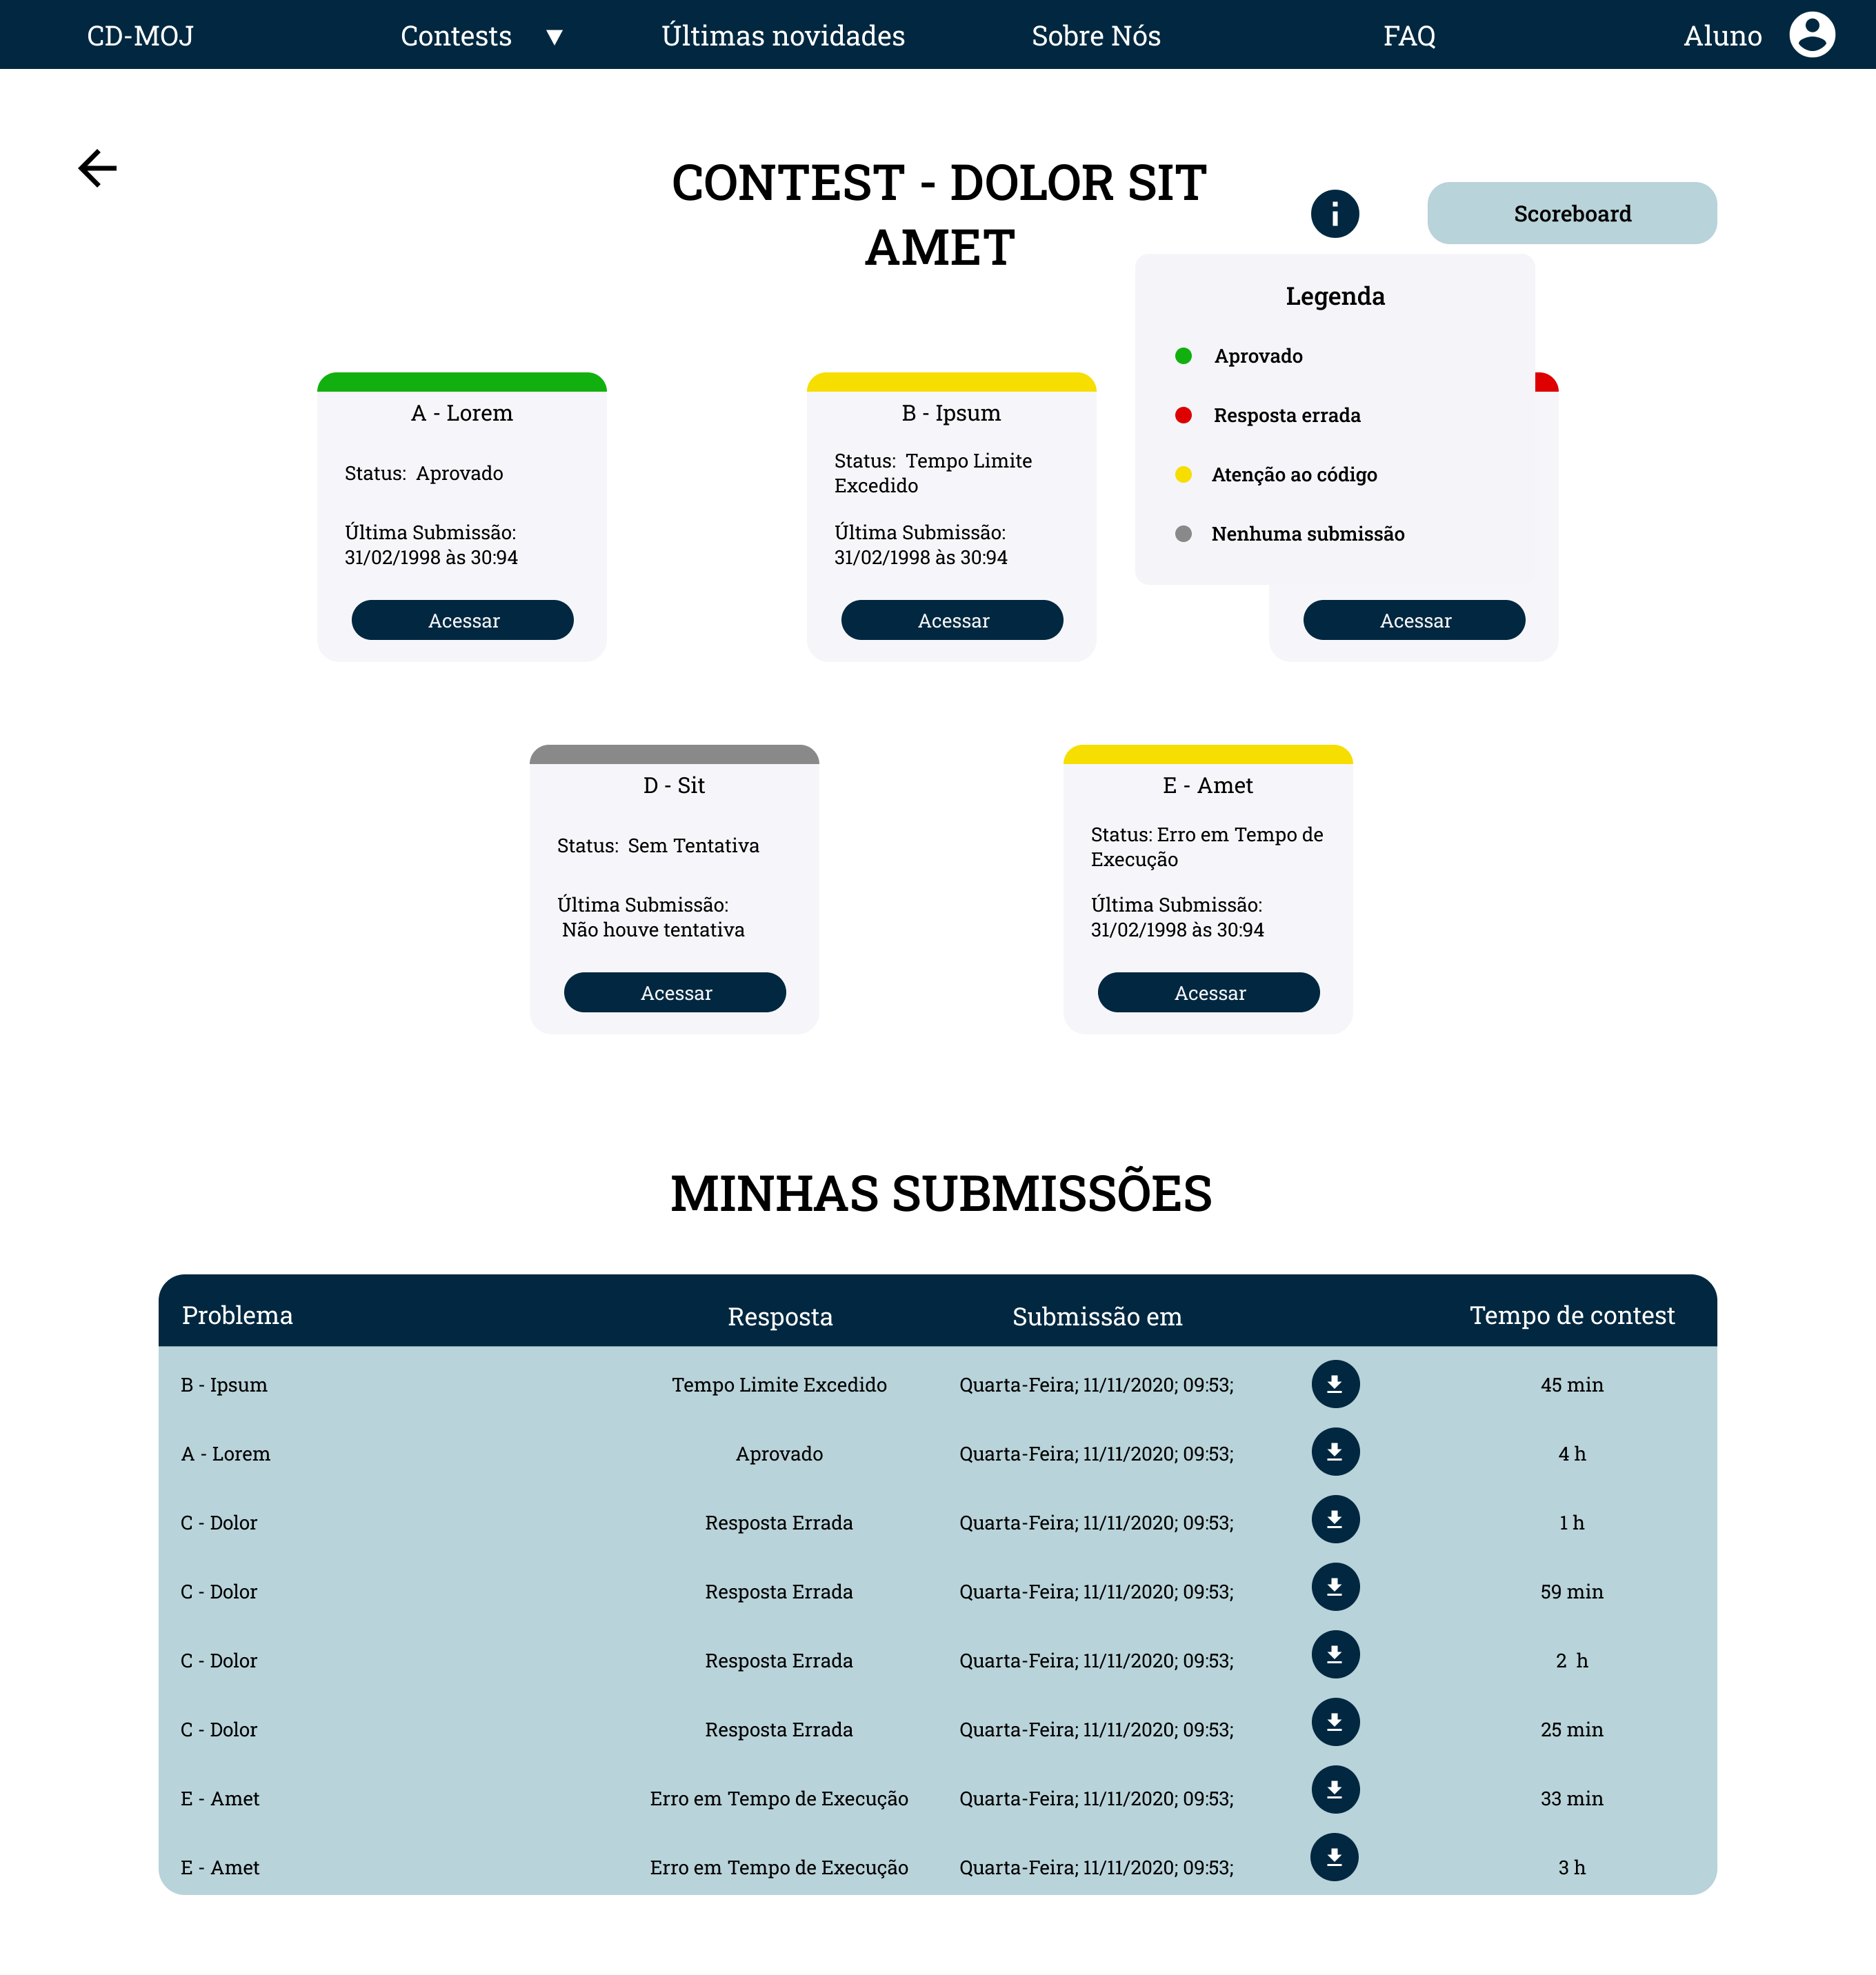 CD-MOJ
Contests ▼
Últimas novidades
Sobre Nós
FAQ
Aluno
CONTEST - DOLOR SIT
AMET
Scoreboard
Legenda
Aprovado
Resposta errada
Atenção ao código
Nenhuma submissão
A - Lorem
Status:  Aprovado
Última Submissão:
31/02/1998 às 30:94
Acessar
B - Ipsum
Status:  Tempo Limite
Excedido
Última Submissão:
31/02/1998 às 30:94
Acessar
Acessar
D - Sit
Status:  Sem Tentativa
Última Submissão:
Não houve tentativa
Acessar
E - Amet
Status: Erro em Tempo de
Execução
Última Submissão:
31/02/1998 às 30:94
Acessar
MINHAS SUBMISSÕES
Problema Resposta Submissão em Tempo de contest
B - Ipsum Tempo Limite Excedido Quarta-Feira; 11/11/2020; 09:53; 45 min
A - Lorem Aprovado Quarta-Feira; 11/11/2020; 09:53; 4 h
C - Dolor Resposta Errada Quarta-Feira; 11/11/2020; 09:53; 1 h
C - Dolor Resposta Errada Quarta-Feira; 11/11/2020; 09:53; 59 min
C - Dolor Resposta Errada Quarta-Feira; 11/11/2020; 09:53; 2  h
C - Dolor Resposta Errada Quarta-Feira; 11/11/2020; 09:53; 25 min
E - Amet Erro em Tempo de Execução Quarta-Feira; 11/11/2020; 09:53; 33 min
E - Amet Erro em Tempo de Execução Quarta-Feira; 11/11/2020; 09:53; 3 h